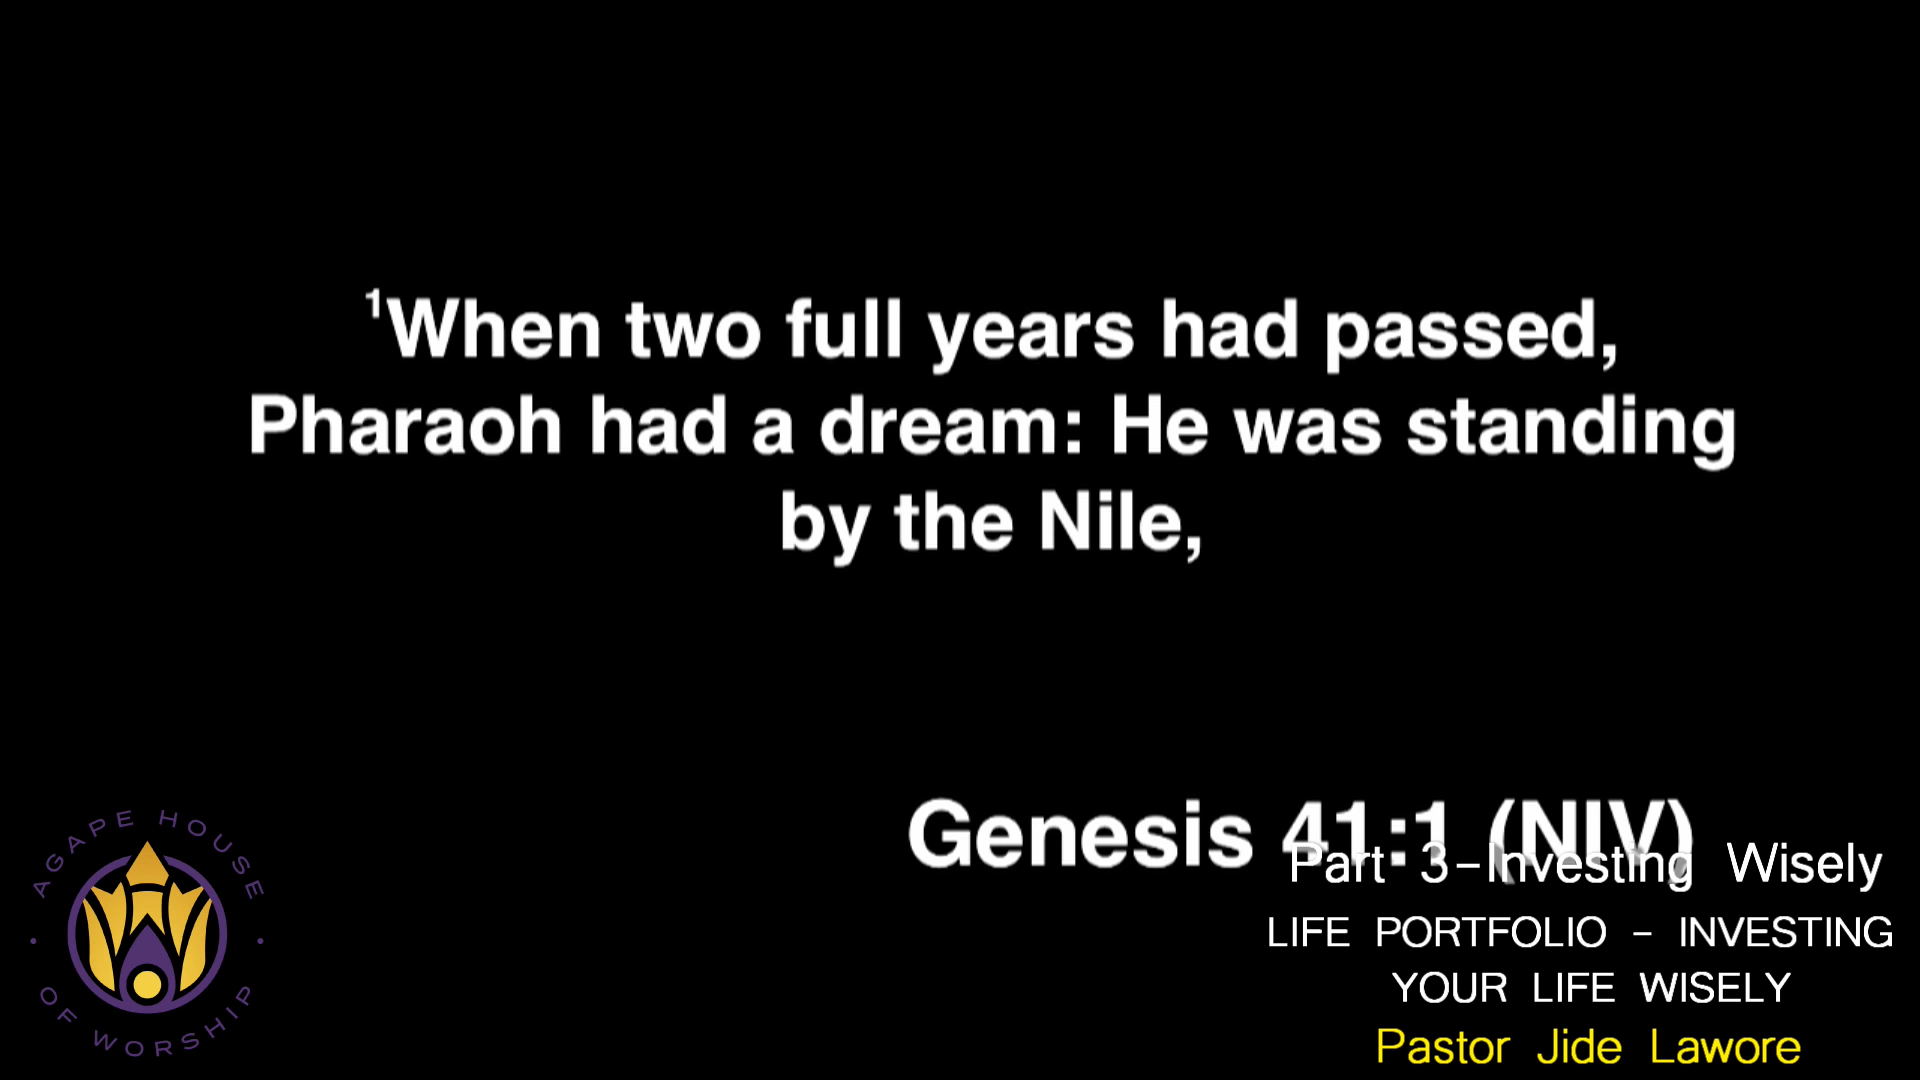 ¹When two full years had passed,
Pharaoh had a dream: He was standing
by the Nile,
Genesis 41:1 (NIV)
Part 3-Investing Wisely
LIFE PORTFOLIO - INVESTING
YOUR LIFE WISELY
Pastor Jide Lawore
AGAPE HOUSE
OF WORSHIP